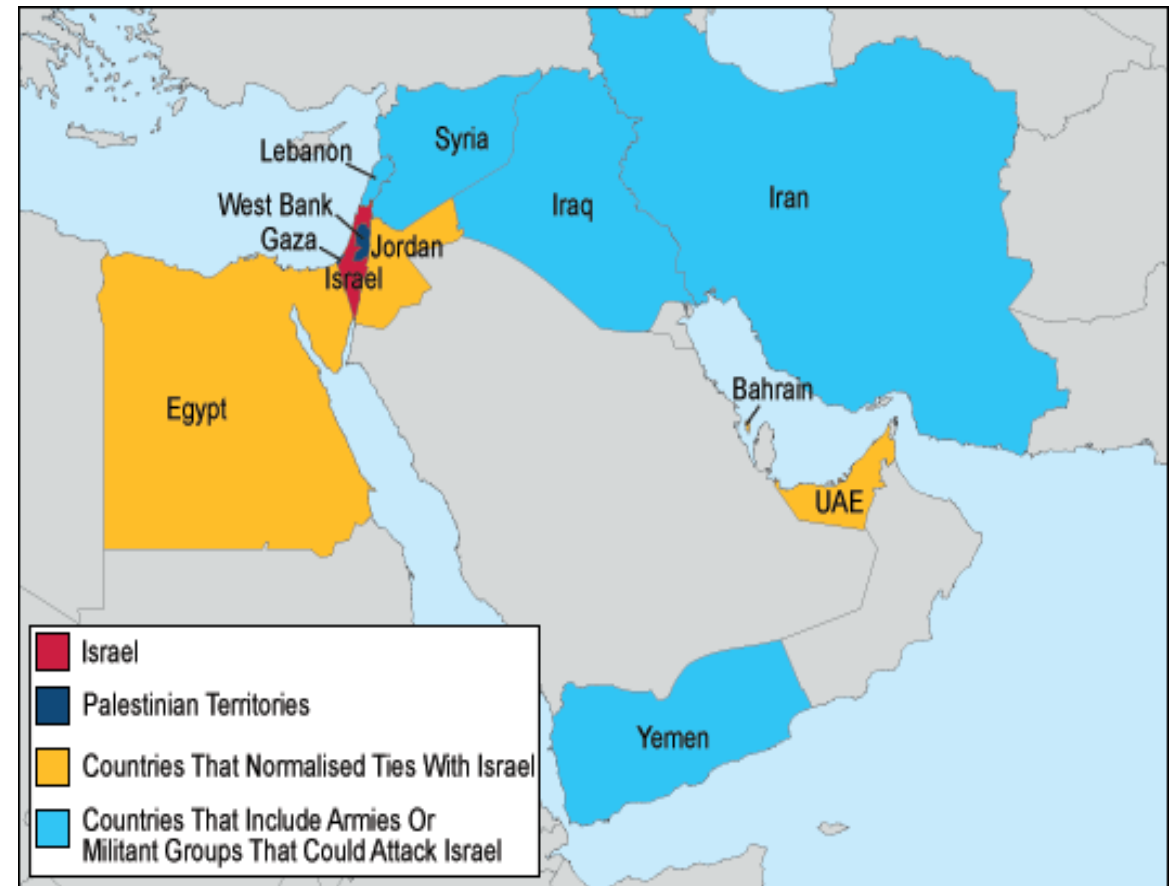 Syria
Lebanon
Iran
West Bank
Iraq
Gaza
Jordan
Israel
Bahrain
Egypt
UAE
Israel
Palestinian Territories
Yemen
Countries That Normalised Ties With Israel
Countries That Include Armies Or
Militant Groups That Could Attack Israel